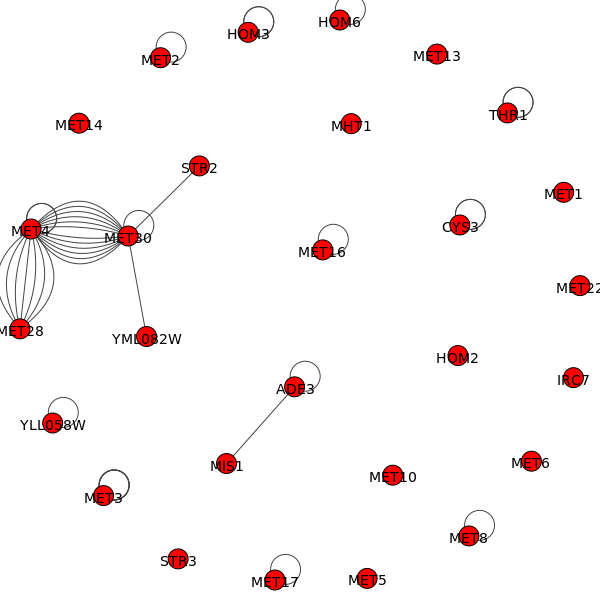 HOM6
HOM3
MET2
MET13
THR1
MET14
MHT1
STR2
MET1
MET4
MET30
CYS3
MET16
MET22
MET28
YML082W
HOM2
IRC7
ADE3
YLL058W
MIS1
MET6
MET10
MET3
MET8
STR3
MET17
MET5